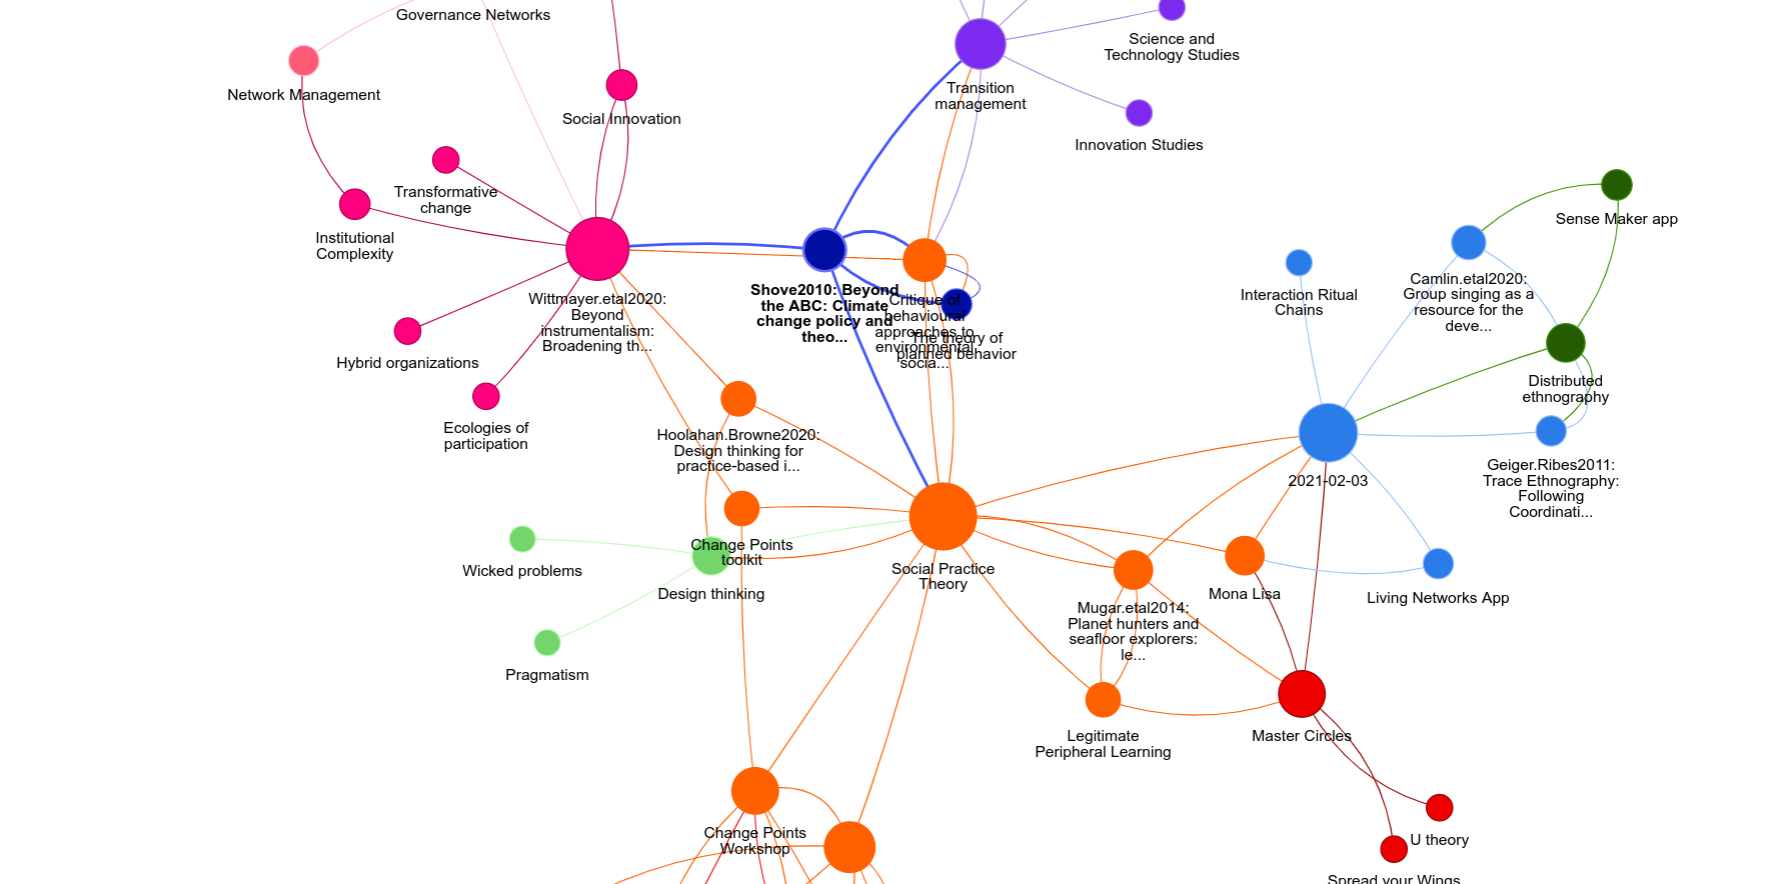 Governance Networks
Network Management
Social Innovation
Transformative
change
Institutional
Complexity
Hybrid organizations
Ecologies of
participation
Wittmayer.etal2020:
Beyond
instrumentalism:
Broadening th...
Transition
management
Science and
Technology Studies
Innovation Studies
Shove2010: Beyond
the ABC: Climate
change policy and
theo...
Critique of
behavioural
approaches to
environmental
socia...
The theory of
planned behavior
Hoolahan.Browne2020:
Design thinking for
practice-based i...
Change Points
toolkit
Wicked problems
Design thinking
Pragmatism
Social Practice
Theory
Interaction Ritual
Chains
Camlin.etal2020:
Group singing as a
resource for the
deve...
Sense Maker app
Distributed
ethnography
2021-02-03
Geiger.Ribes2011:
Trace Ethnography:
Following
Coordinati...
Mugar.etal2014:
Planet hunters and
seafloor explorers:
le...
Mona Lisa
Living Networks App
Legitimate
Peripheral Learning
Master Circles
U theory
Spread your Wings
Change Points
Workshop